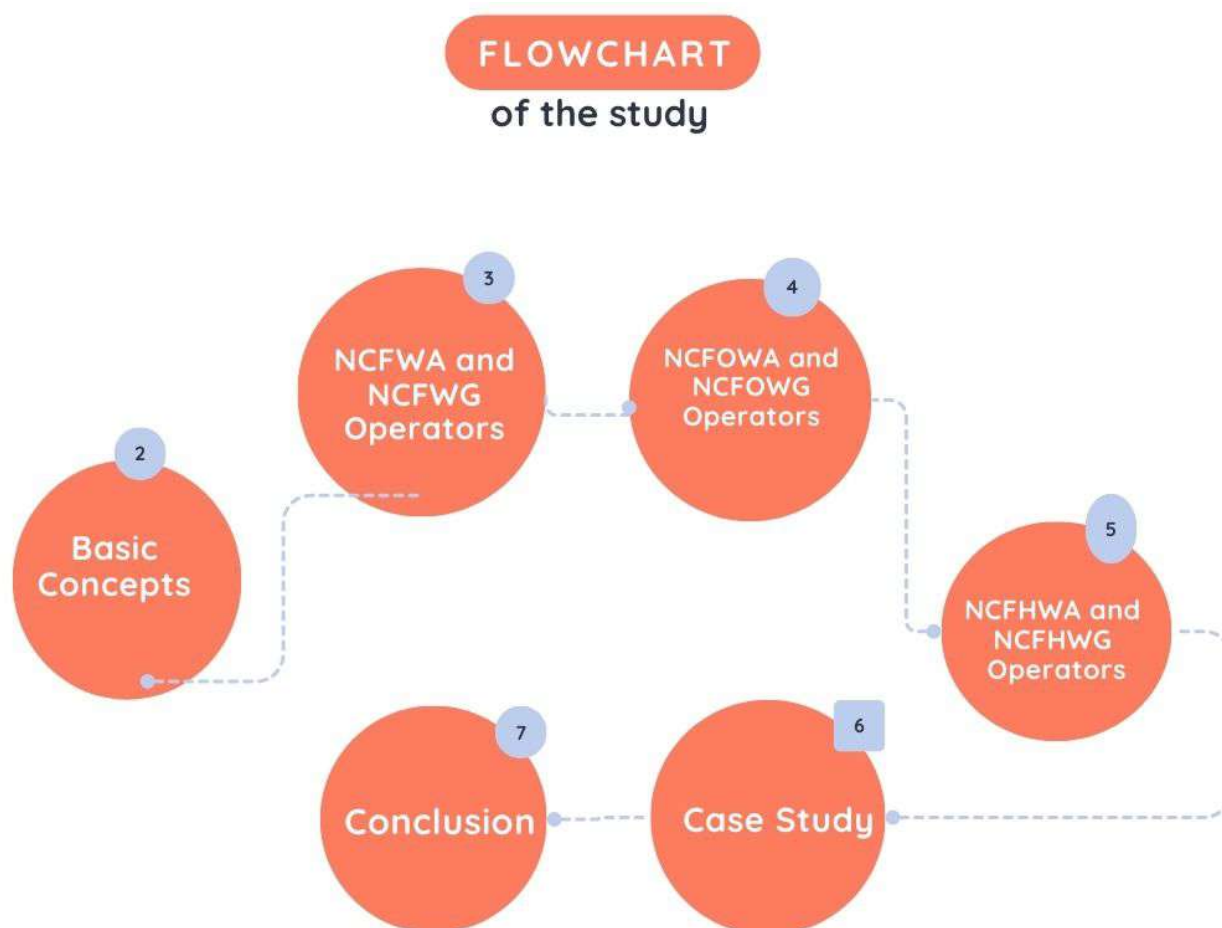 FLOWCHART
of the study
2
Basic
Concepts
3
NCFWA and
NCFWG
Operators
4
NCFOWA and
NCFOWG
Operators
5
NCFHWA and
NCFHWG
Operators
6
Case Study
7
Conclusion